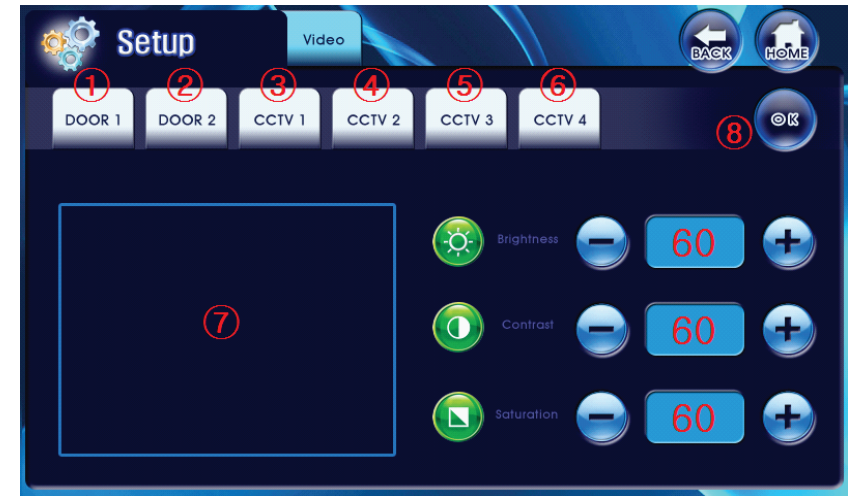 Setup
Video
BACK
HOME
① ② ③ ④ ⑤ ⑥
DOOR 1 DOOR 2 CCTV 1 CCTV 2 CCTV 3 CCTV 4
⑧ OK
⑦
Brightness 60
Contrast 60
Saturation 60